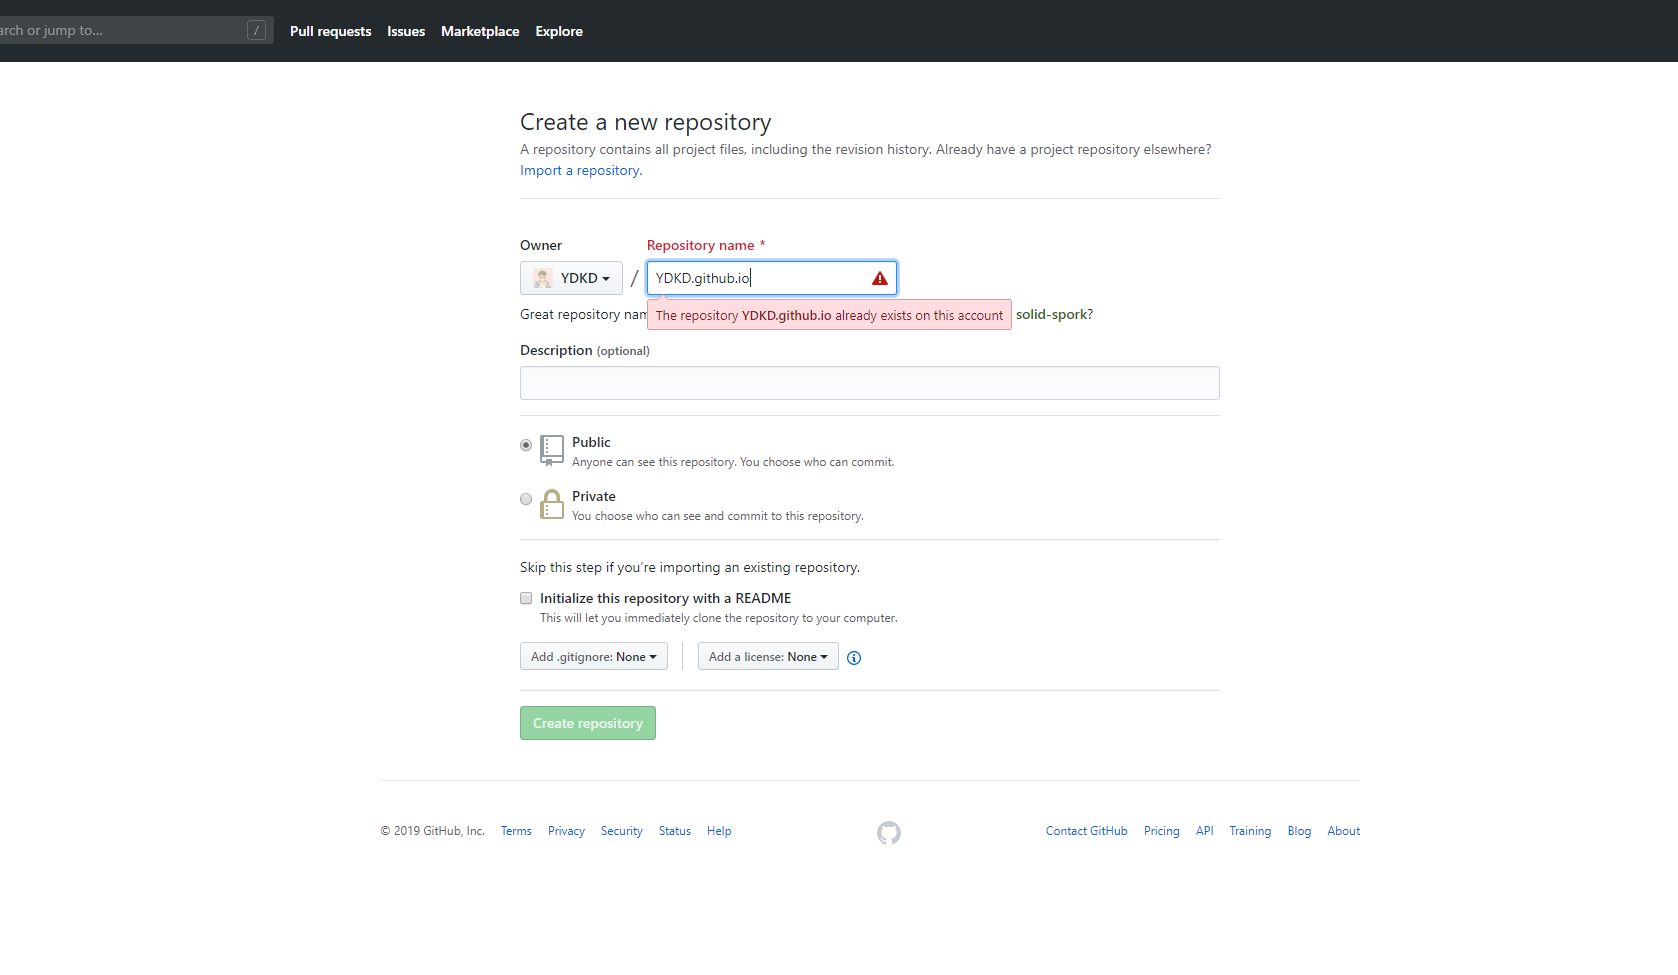 arch or jump to... / Pull requests Issues Marketplace Explore
Create a new repository
A repository contains all project files, including the revision history. Already have a project repository elsewhere?
Import a repository.
Owner Repository name *
YDKD / YDKD.github.io
Great repository nam The repository YDKD.github.io already exists on this account solid-spork?
Description (optional)
Public
Anyone can see this repository. You choose who can commit.
Private
You choose who can see and commit to this repository.
Skip this step if you’re importing an existing repository.
Initialize this repository with a README
This will let you immediately clone the repository to your computer.
Add .gitignore: None Add a license: None
Create repository
© 2019 GitHub, Inc. Terms Privacy Security Status Help Contact GitHub Pricing API Training Blog About